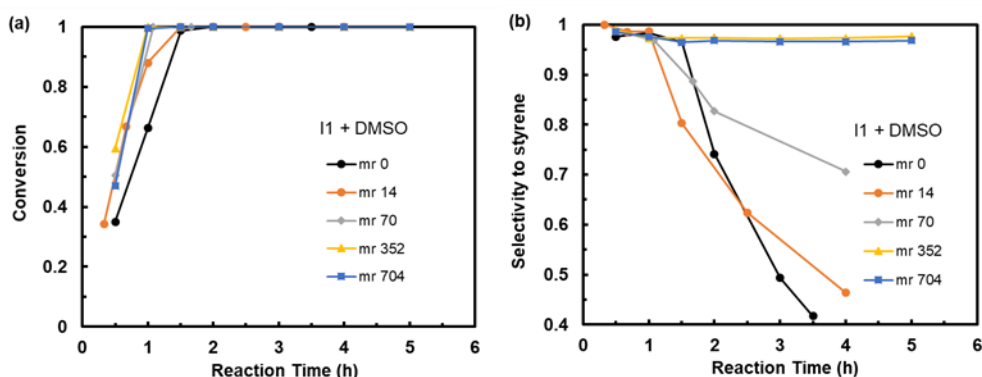 (a)
1
0.8
0.6
0.4
0.2
0
0 1 2 3 4 5 6
Conversion
Reaction Time (h)
I1 + DMSO
mr 0
mr 14
mr 70
mr 352
mr 704
(b)
1
0.9
0.8
0.7
0.6
0.5
0.4
0 1 2 3 4 5 6
Selectivity to styrene
Reaction Time (h)
I1 + DMSO
mr 0
mr 14
mr 70
mr 352
mr 704